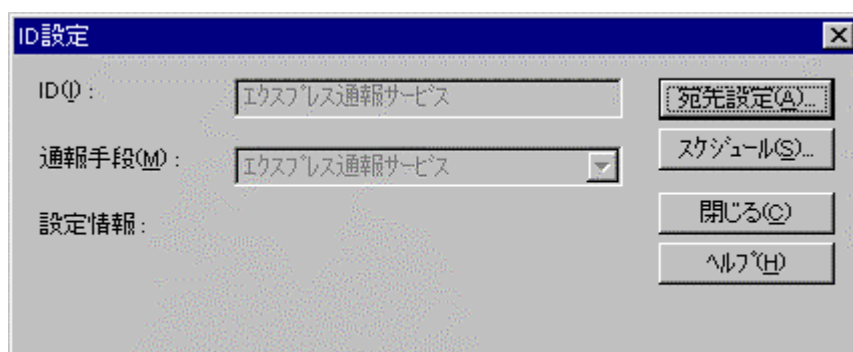 ID設定
ID(I) :
エクスプレス通報サービス
宛先設定(A)...
通報手段(M) :
エクスプレス通報サービス
スケジュール(S)...
設定情報 :
閉じる(C)
ヘルプ(H)